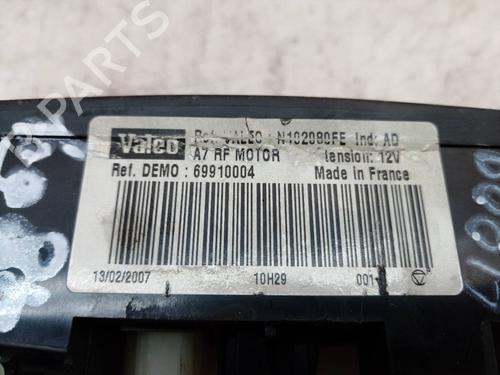 Valeo Ref. VALEO : N102980FE Ind: AD
A7 RF MOTOR Tension: 12V
Ref. DEMO : 69910004 Made in France
13/02/2007 10H29 001